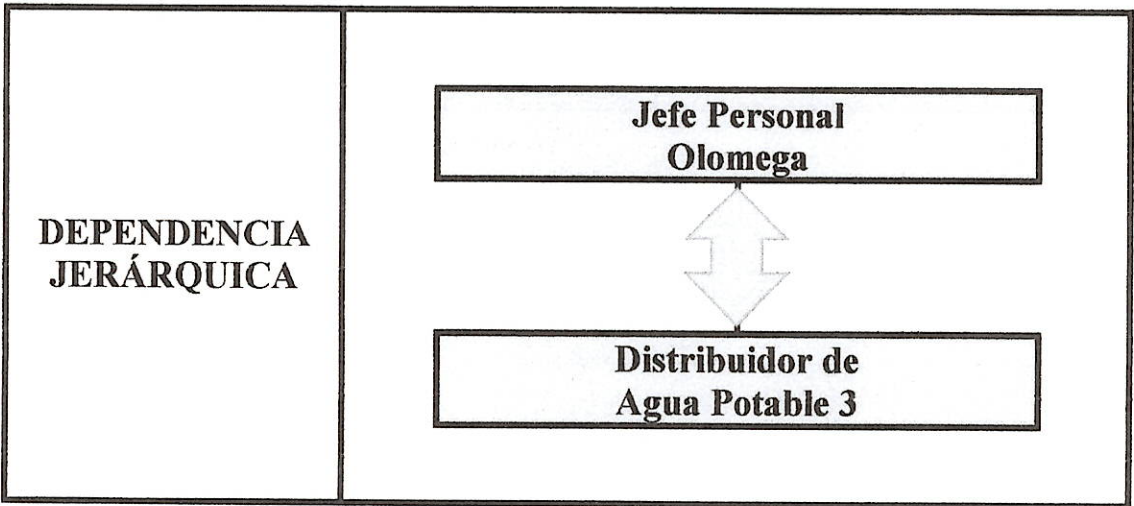 DEPENDENCIA
JERÁRQUICA
Jefe Personal
Olomega
Distribuidor de
Agua Potable 3